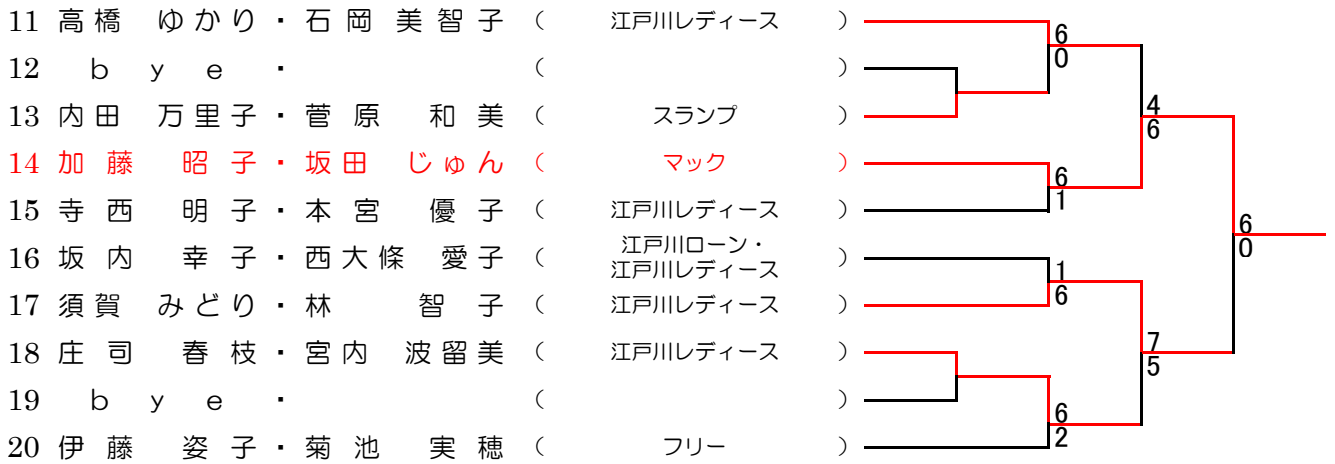 11 高橋 ゆかり・石岡 美智子 ( 江戸川レディース )
6
0
12 bye・ ( )
13 内田 万里子・菅原 和美 ( スランプ )
4
6
14 加藤 昭子・坂田 じゅん ( マック )
6
1
15 寺西 明子・本宮 優子 ( 江戸川レディース )
6
0
16 坂内 幸子・西大條 愛子 ( 江戸川ローン・
江戸川レディース )
1
6
17 須賀 みどり・林 智子 ( 江戸川レディース )
18 庄司 春枝・宮内 波留美 ( 江戸川レディース )
7
5
19 bye・ ( )
6
2
20 伊藤 姿子・菊池 実穂 ( フリー )